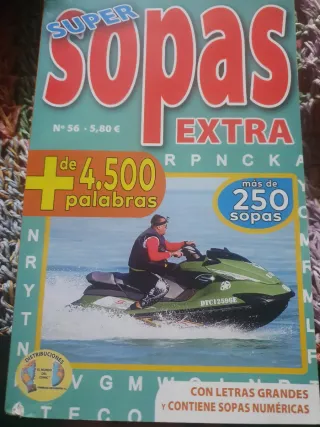 SUPER
sopas
EXTRA
Nº 56 - 5,80 €
RPNCKA
+ de 4.500
palabras
más de
250
sopas
DISTRIBUCIONES
CON LETRAS GRANDES
Y CONTIENE SOPAS NUMÉRICAS